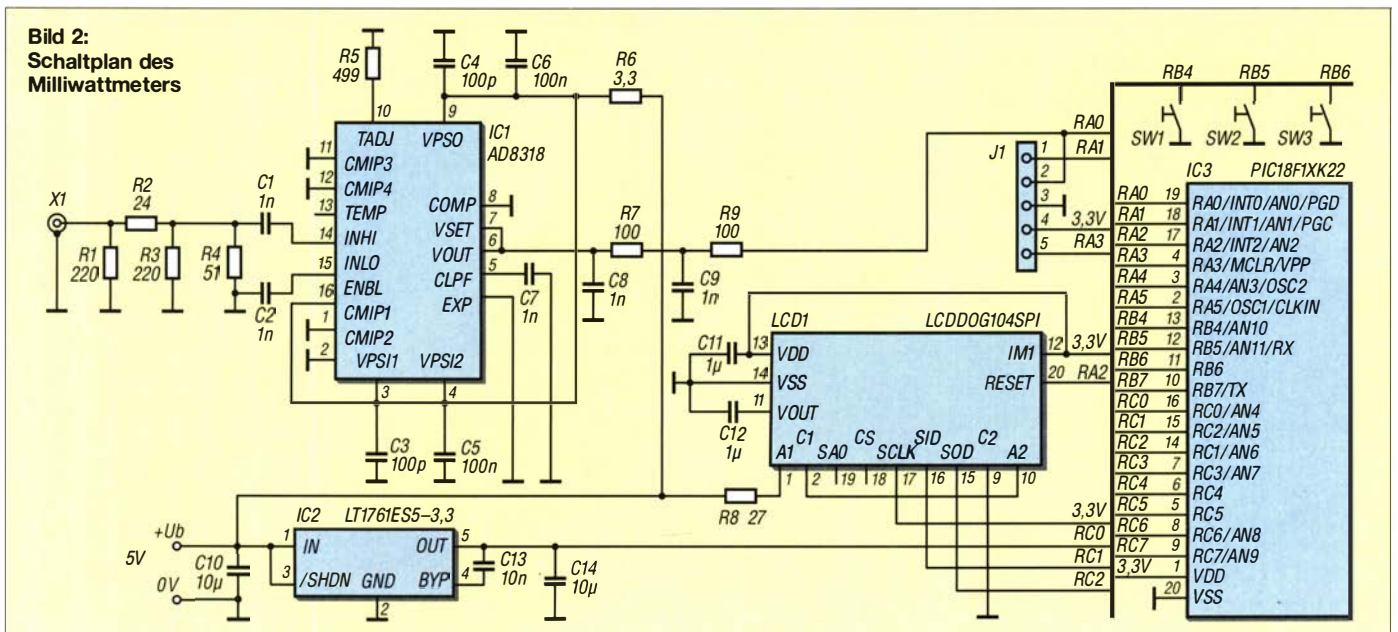 Bild 2:
Schaltplan des
Milliwattmeters
R5
499
C4
100p
C6
100n
R6
3,3
10
9
TADJ
VPSO
IC1
AD8318
11
CMIP3
12
CMIP4
13
TEMP
14
INHI
15
INLO
16
ENBL
CMIP1
1
CMIP2
2
VPSI1
VPSI2
3
4
COMP
8
VSET
7
VOUT
6
CLPF
5
EXP
X1
R1
220
R2
24
R3
220
R4
51
C1
1n
C2
1n
C3
100p
C5
100n
C7
1n
C8
1n
R7
100
C9
1n
R9
100
J1
1
2
3
4
5
RA0
RA1
3,3V
RA3
RB4
RB5
RB6
SW1
SW2
SW3
IC3
PIC18F1XK22
RA0
19
RA0/INT0/AN0/PGD
RA1
18
RA1/INT1/AN1/PGC
RA2
17
RA2/INT2/AN2
RA3
4
RA3/MCLR/VPP
RA4
3
RA4/AN3/OSC2
RA5
2
RA5/OSC1/CLKIN
RB4
13
RB4/AN10
RB5
12
RB5/AN11/RX
RB6
11
RB6
RB7
10
RB7/TX
RC0
16
RC0/AN4
RC1
15
RC2/AN5
RC2
14
RC1/AN6
RC3
7
RC3/AN7
RC4
6
RC4
RC5
5
RC5
RC6
8
RC6/AN8
RC7
9
RC7/AN9
3,3V
1
VDD
20
VSS
LCD1
LCDDOG104SPI
C11
1µ
13
VDD
14
VSS
11
VOUT
C12
1µ
IM1
12
3,3V
RESET
20
RA2
A1
C1
SA0
CS
SCLK
SID
SOD
C2
A2
1
2
19
18
17
16
15
9
10
R8
27
3,3V
RC0
RC1
RC2
+Ub
5V
0V
C10
10µ
IC2
LT1761ES5–3,3
1
IN
3
/SHDN
GND
2
OUT
5
BYP
4
C13
10n
C14
10µ